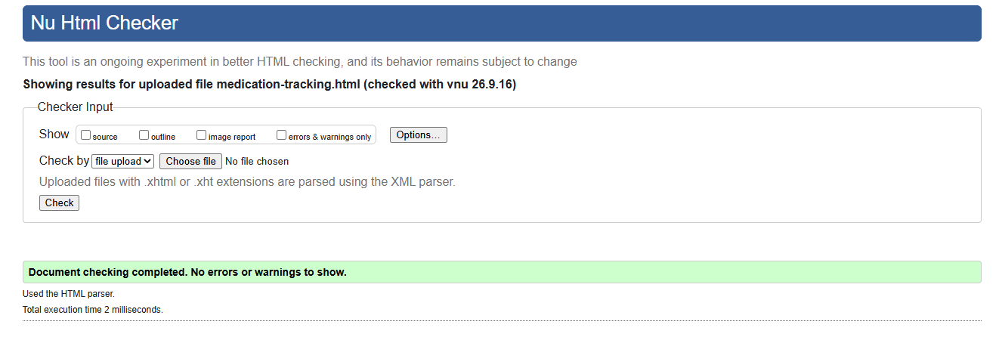 Nu Html Checker
This tool is an ongoing experiment in better HTML checking, and its behavior remains subject to change
Showing results for uploaded file medication-tracking.html (checked with vnu 26.9.16)
Checker Input
Show source outline image report errors & warnings only Options...
Check by file upload Choose file No file chosen
Uploaded files with .xhtml or .xht extensions are parsed using the XML parser.
Check
Document checking completed. No errors or warnings to show.
Used the HTML parser.
Total execution time 2 milliseconds.